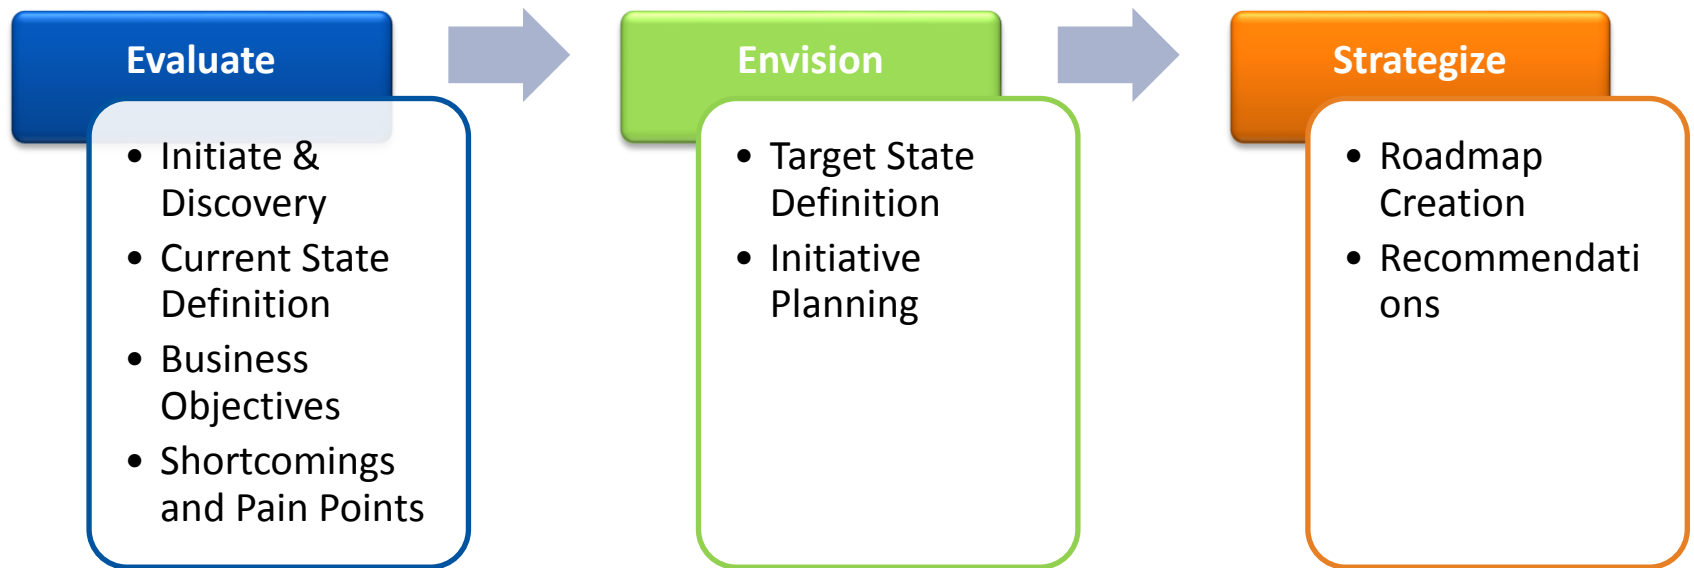 Evaluate
• Initiate &
Discovery
• Current State
Definition
• Business
Objectives
• Shortcomings
and Pain Points
Envision
• Target State
Definition
• Initiative
Planning
Strategize
• Roadmap
Creation
• Recommendati
ons